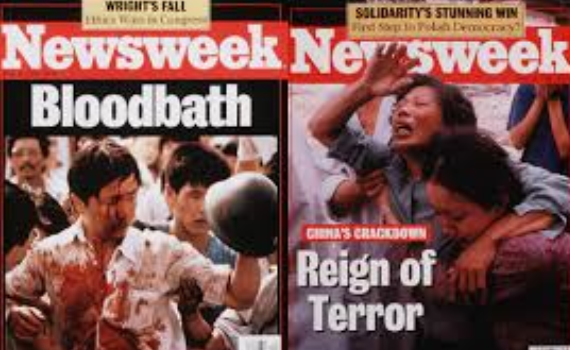 WRIGHT'S FALL
Ethics Wars in Congress
Newsweek
Bloodbath
SOLIDARITY'S STUNNING WIN
First Step to Polish Democracy?
Newsweek
CHINA'S CRACKDOWN
Reign of
Terror